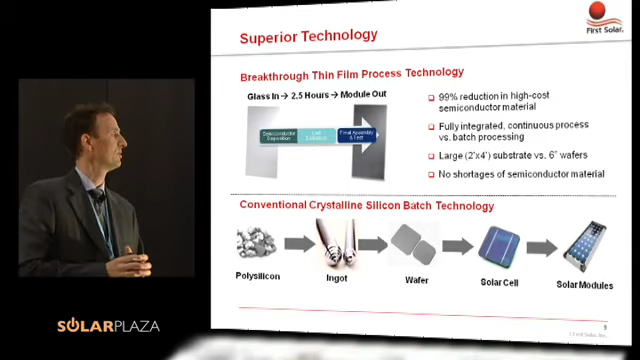 Superior Technology
First Solar.
Breakthrough Thin Film Process Technology
Glass In → 2.5 Hours → Module Out
Semiconductor
Deposition
Cell
Final Assembly
& Test
99% reduction in high-cost
semiconductor material
Fully integrated, continuous process
vs. batch processing
Large (2'x4') substrate vs. 6" wafers
No shortages of semiconductor material
Conventional Crystalline Silicon Batch Technology
Polysilicon
Ingot
Wafer
Solar Cell
Solar Modules
SOLARPLAZA